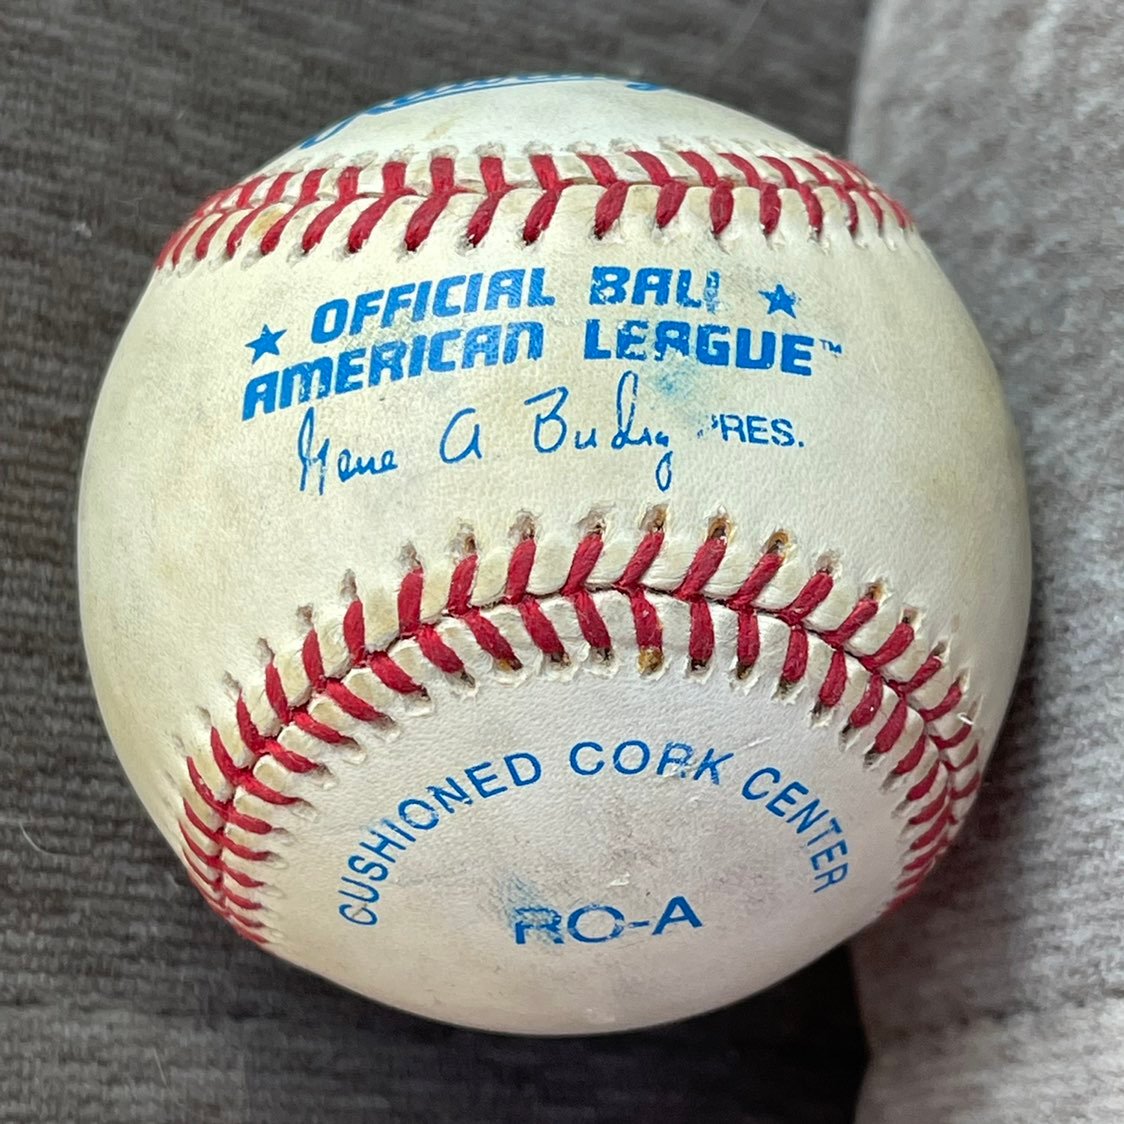 ★ OFFICIAL BALL ★
AMERICAN LEAGUE™
Gene A Budig PRES.
CUSHIONED CORK CENTER
RO-A